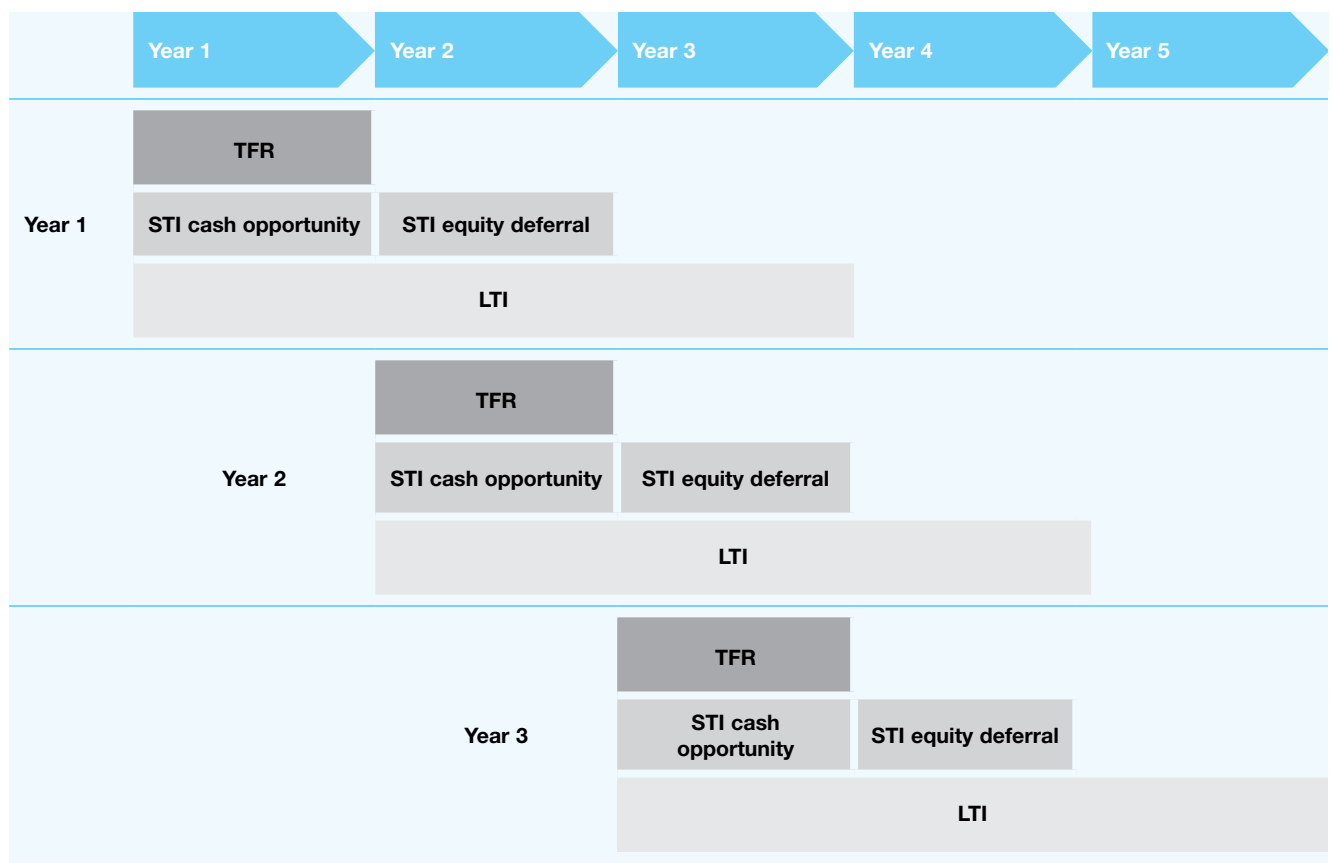 Year 1
Year 2
Year 3
Year 4
Year 5
TFR
Year 1
STI cash opportunity
STI equity deferral
LTI
TFR
Year 2
STI cash opportunity
STI equity deferral
LTI
TFR
Year 3
STI cash
opportunity
STI equity deferral
LTI